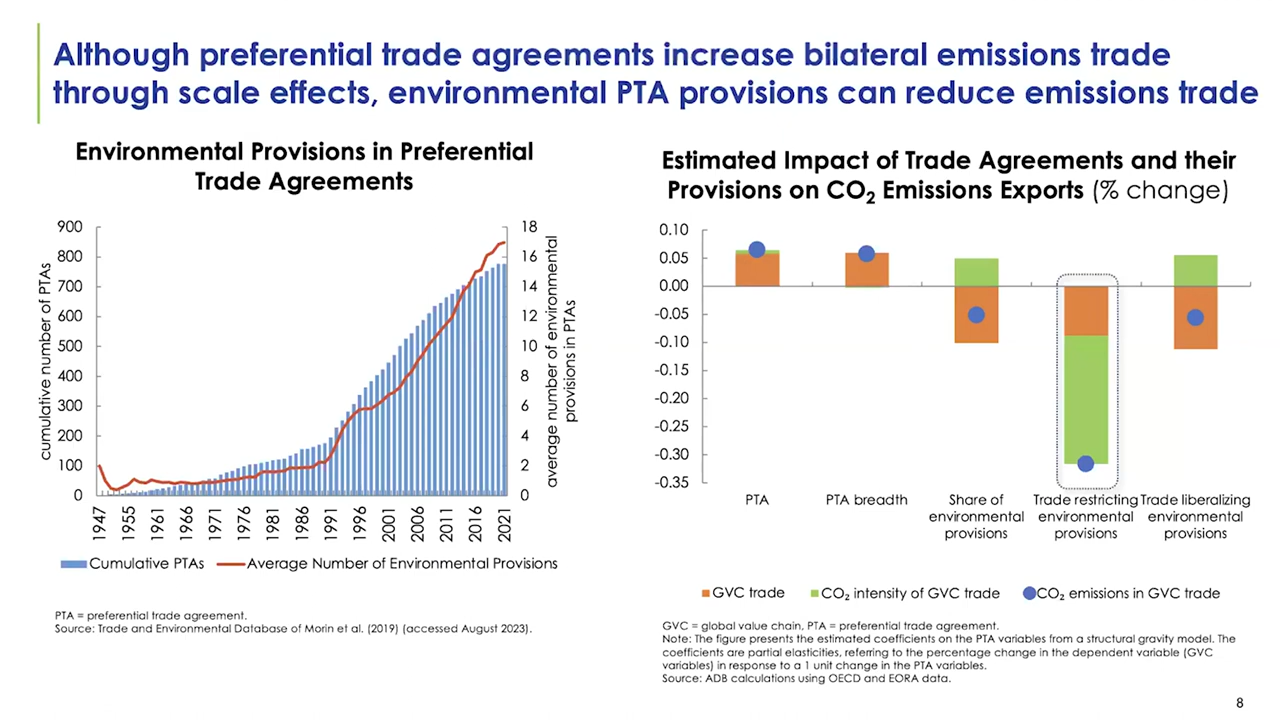 Although preferential trade agreements increase bilateral emissions trade
through scale effects, environmental PTA provisions can reduce emissions trade
Environmental Provisions in Preferential
Trade Agreements
900
800
700
600
500
400
300
200
100
0
cumulative number of PTAs
18
16
14
12
10
8
6
4
2
0
average number of environmental
provisions in PTAs
1947
1955
1961
1966
1971
1976
1981
1986
1991
1996
2001
2006
2011
2016
2021
Cumulative PTAs
Average Number of Environmental Provisions
PTA = preferential trade agreement.
Source: Trade and Environmental Database of Morin et al. (2019) (accessed August 2023).
Estimated Impact of Trade Agreements and their
Provisions on CO₂ Emissions Exports (% change)
0.10
0.05
0.00
-0.05
-0.10
-0.15
-0.20
-0.25
-0.30
-0.35
PTA
PTA breadth
Share of
environmental
provisions
Trade restricting
environmental
provisions
Trade liberalizing
environmental
provisions
GVC trade
CO₂ intensity of GVC trade
CO₂ emissions in GVC trade
GVC = global value chain, PTA = preferential trade agreement.
Note: The figure presents the estimated coefficients on the PTA variables from a structural gravity model. The
coefficients are partial elasticities, referring to the percentage change in the dependent variable (GVC
variables) in response to a 1 unit change in the PTA variables.
Source: ADB calculations using OECD and EORA data.
8